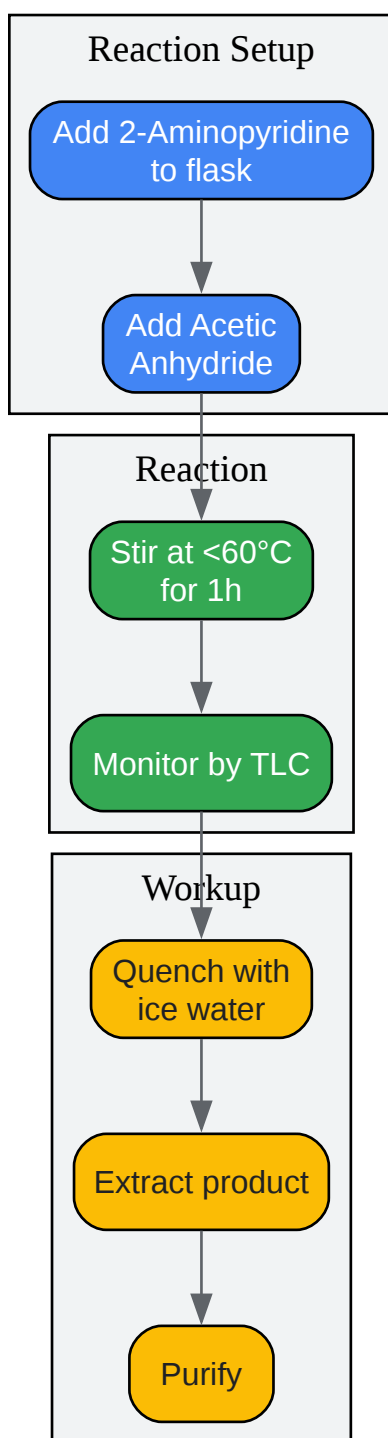 Reaction Setup
Add 2-Aminopyridine
to flask
Add Acetic
Anhydride
Reaction
Stir at <60°C
for 1h
Monitor by TLC
Workup
Quench with
ice water
Extract product
Purify